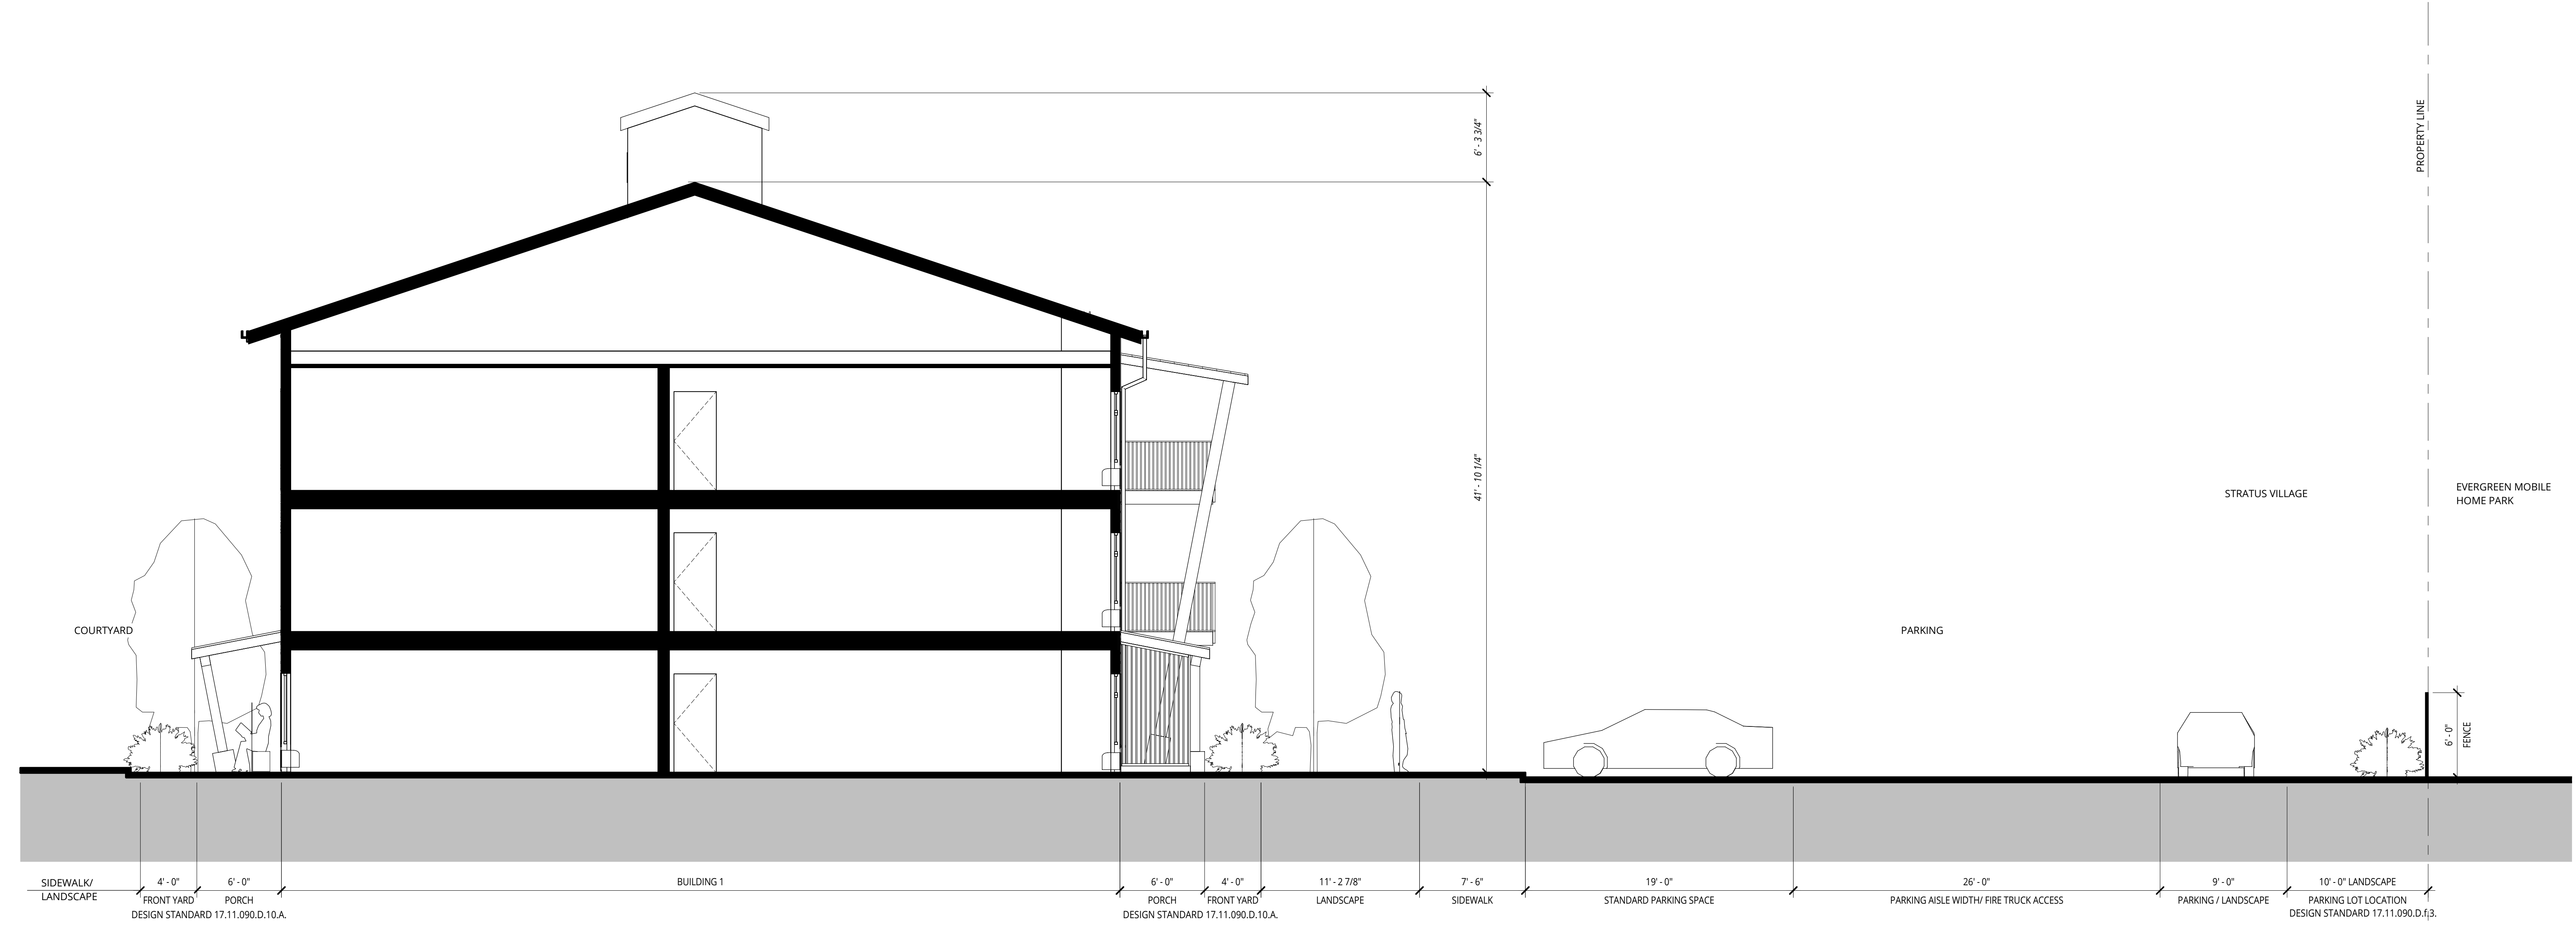 PROPERTY LINE
6' - 3 3/4"
41' - 10 1/4"
STRATUS VILLAGE
EVERGREEN MOBILE
HOME PARK
COURTYARD
PARKING
6' - 0"
FENCE
SIDEWALK/
LANDSCAPE
4' - 0"
6' - 0"
BUILDING 1
6' - 0"
4' - 0"
11' - 2 7/8"
7' - 6"
19' - 0"
26' - 0"
9' - 0"
10' - 0" LANDSCAPE
FRONT YARD
PORCH
PORCH
FRONT YARD
LANDSCAPE
SIDEWALK
STANDARD PARKING SPACE
PARKING AISLE WIDTH/ FIRE TRUCK ACCESS
PARKING / LANDSCAPE
PARKING LOT LOCATION
DESIGN STANDARD 17.11.090.D.10.A.
DESIGN STANDARD 17.11.090.D.10.A.
DESIGN STANDARD 17.11.090.D.f.3.